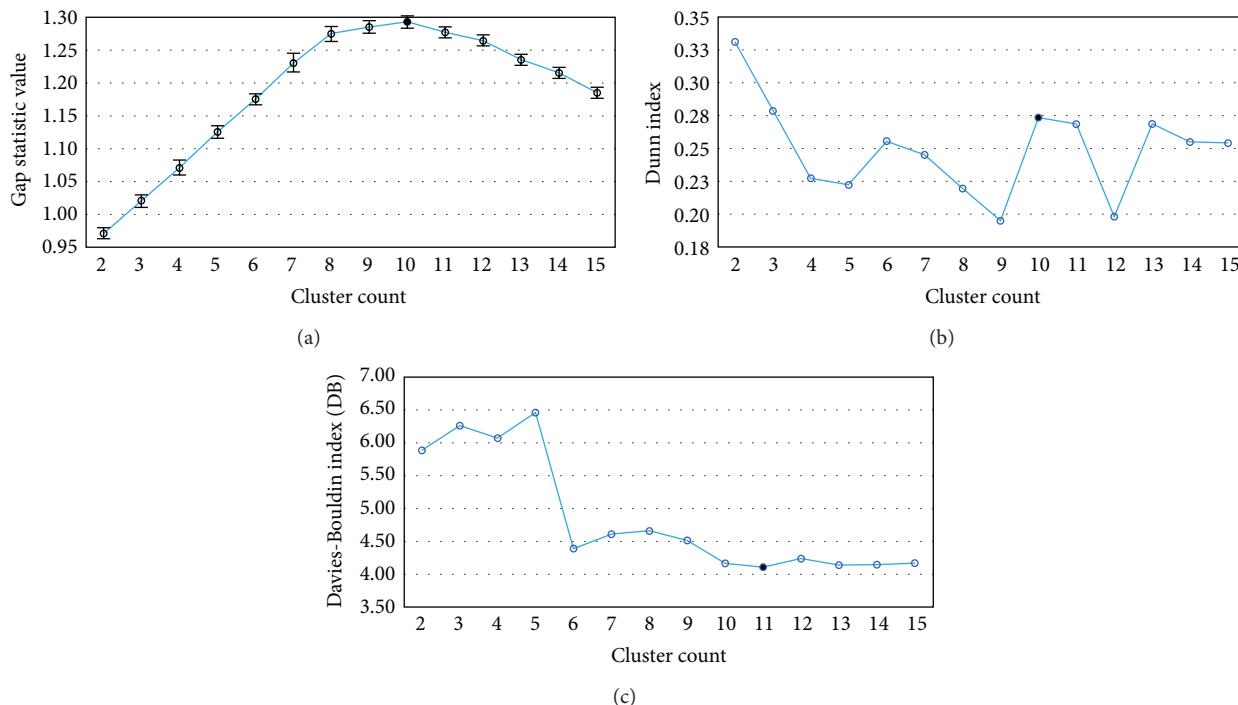 Gap statistic value
1.30
1.25
1.20
1.15
1.10
1.05
1.00
0.95
2 3 4 5 6 7 8 9 10 11 12 13 14 15
Cluster count
(a)
Dunn index
0.35
0.33
0.28
0.25
0.23
0.20
0.18
2 3 4 5 6 7 8 9 10 11 12 13 14 15
Cluster count
(b)
Davies-Bouldin index (DB)
7.00
6.50
6.00
5.50
5.00
4.50
4.00
3.50
2 3 4 5 6 7 8 9 10 11 12 13 14 15
Cluster count
(c)